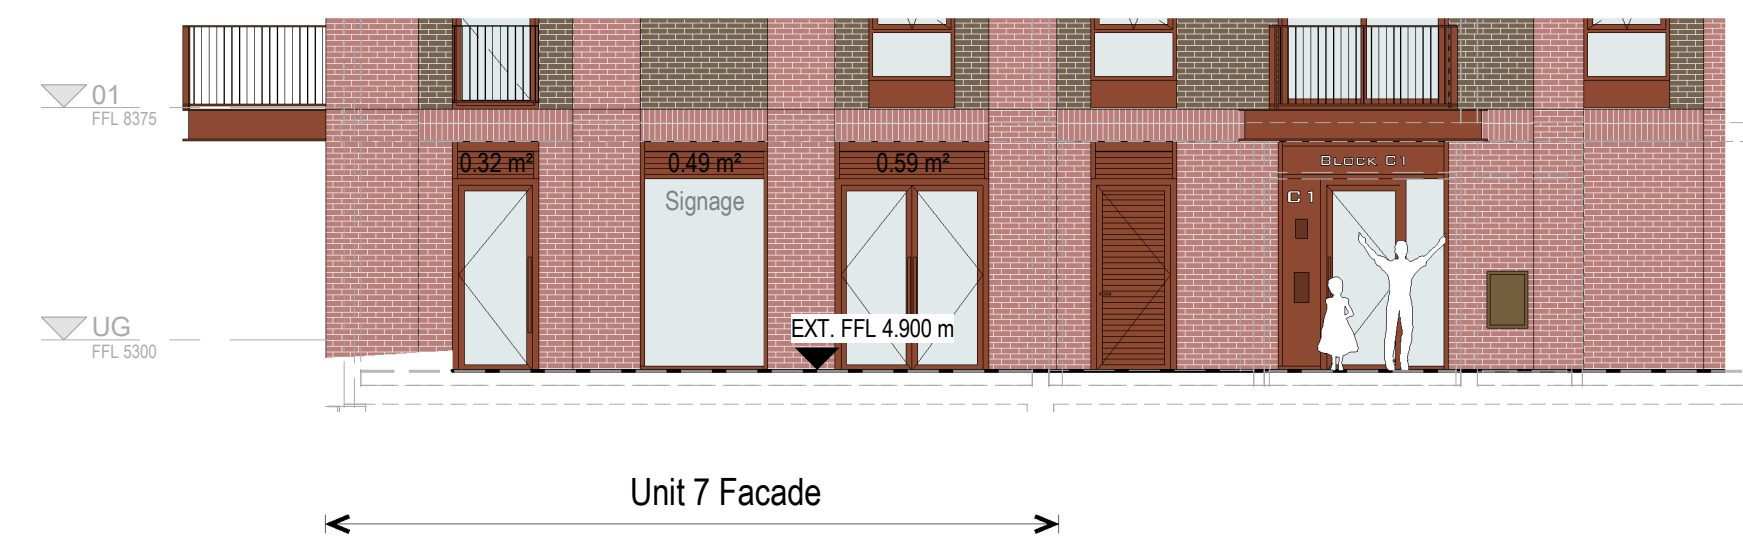 01
FFL 8375
0.32 m²
0.49 m²
0.59 m²
BLOCK C1
Signage
C1
UG
FFL 5300
EXT. FFL 4.900 m
Unit 7 Facade